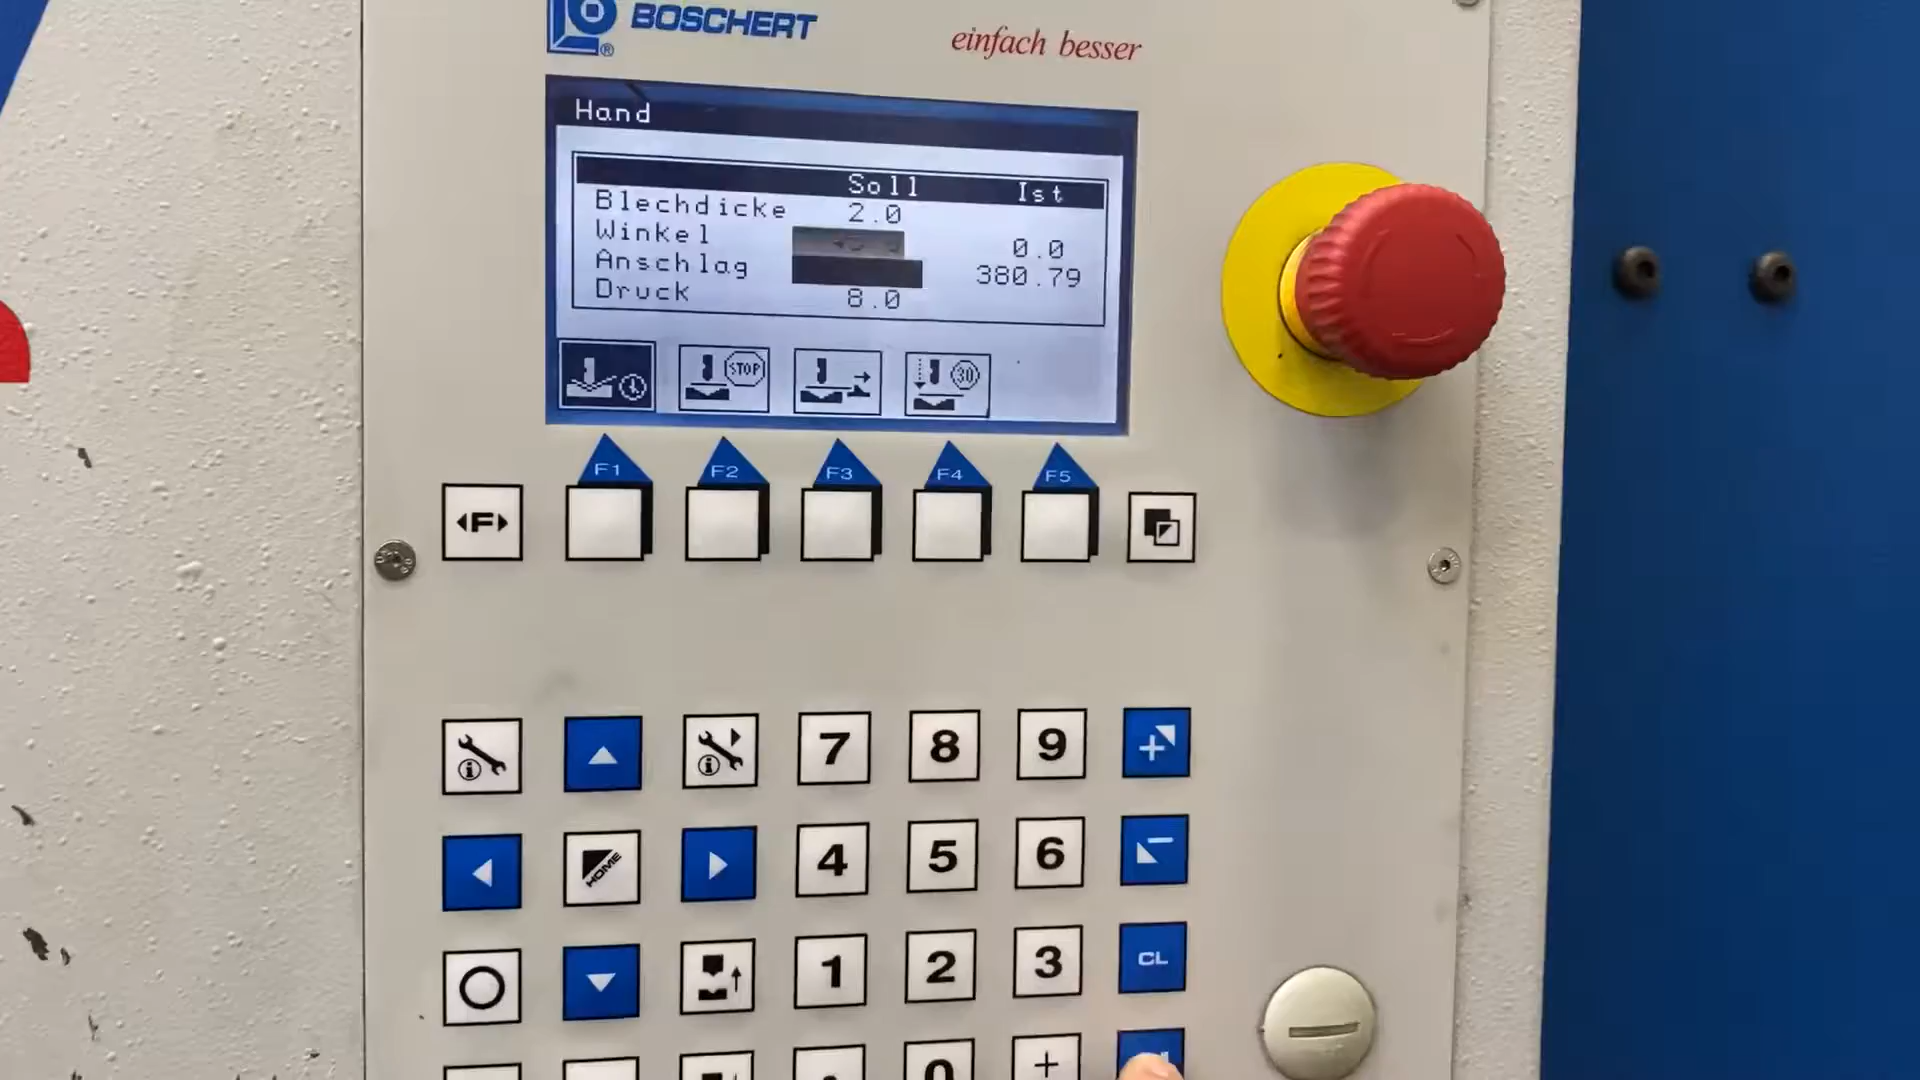 BOSCHERT
®
einfach besser
Hand
Soll Ist
Blechdicke 2.0
Winkel 0.0
Anschlag 380.79
Druck 8.0
STOP
30
F1 F2 F3 F4 F5
F
i i 7 8 9 +
HOME 4 5 6 −
1 2 3 CL
0 +